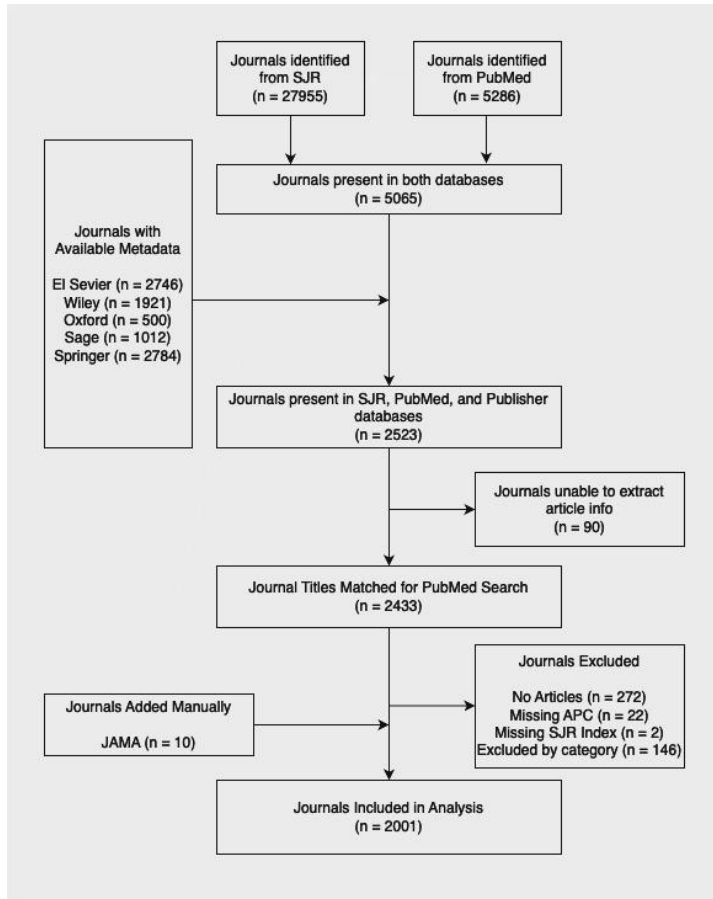 Journals identified
from SJR
(n = 27955)
Journals identified
from PubMed
(n = 5286)
Journals present in both databases
(n = 5065)
Journals with
Available Metadata
El Sevier (n = 2746)
Wiley (n = 1921)
Oxford (n = 500)
Sage (n = 1012)
Springer (n = 2784)
Journals present in SJR, PubMed, and Publisher
databases
(n = 2523)
Journals unable to extract
article info
(n = 90)
Journal Titles Matched for PubMed Search
(n = 2433)
Journals Excluded
No Articles (n = 272)
Missing APC (n = 22)
Missing SJR Index (n = 2)
Excluded by category (n = 146)
Journals Added Manually
JAMA (n = 10)
Journals Included in Analysis
(n = 2001)